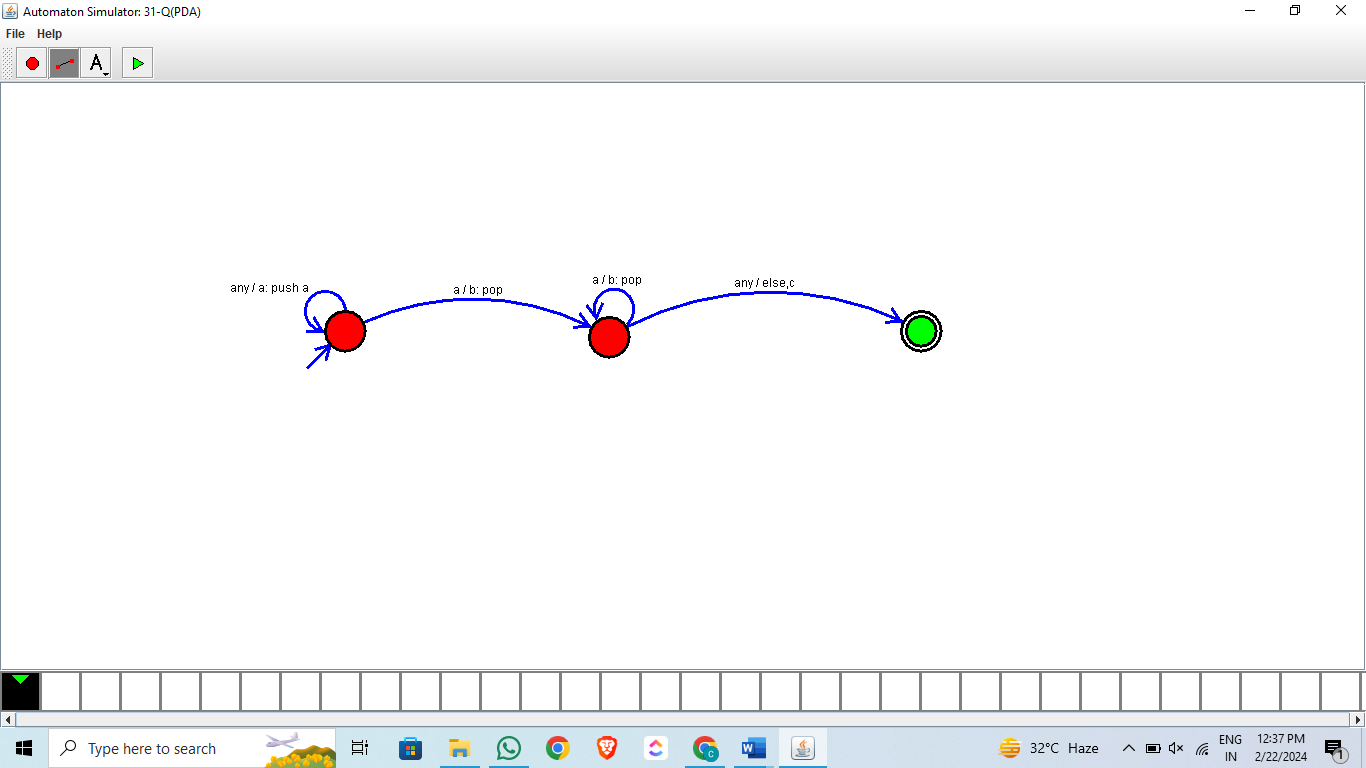 Automaton Simulator: 31-Q(PDA)
File Help
A
any / a: push a
a / b: pop
a / b: pop
any / else,c
Type here to search
32°C Haze
ENG
IN
12:37 PM
2/22/2024
1